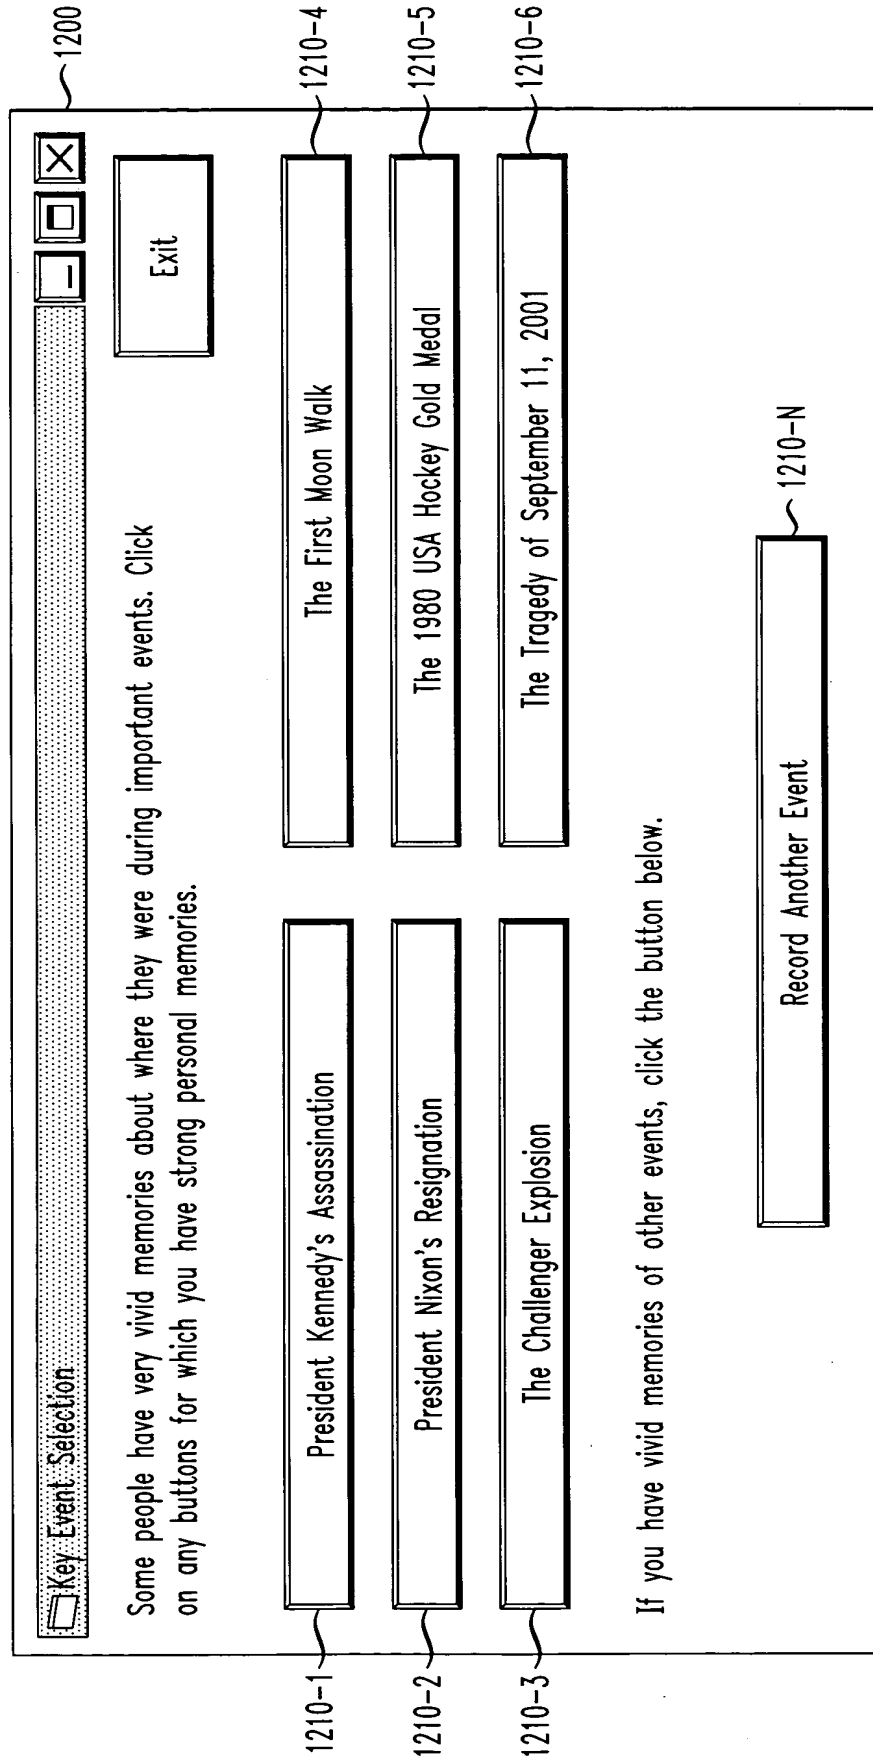 1200
Key Event Selection
Exit
Some people have very vivid memories about where they were during important events. Click
on any buttons for which you have strong personal memories.
1210-1
President Kennedy's Assassination
The First Moon Walk
1210-4
1210-2
President Nixon's Resignation
The 1980 USA Hockey Gold Medal
1210-5
1210-3
The Challenger Explosion
The Tragedy of September 11, 2001
1210-6
If you have vivid memories of other events, click the button below.
Record Another Event
1210-N